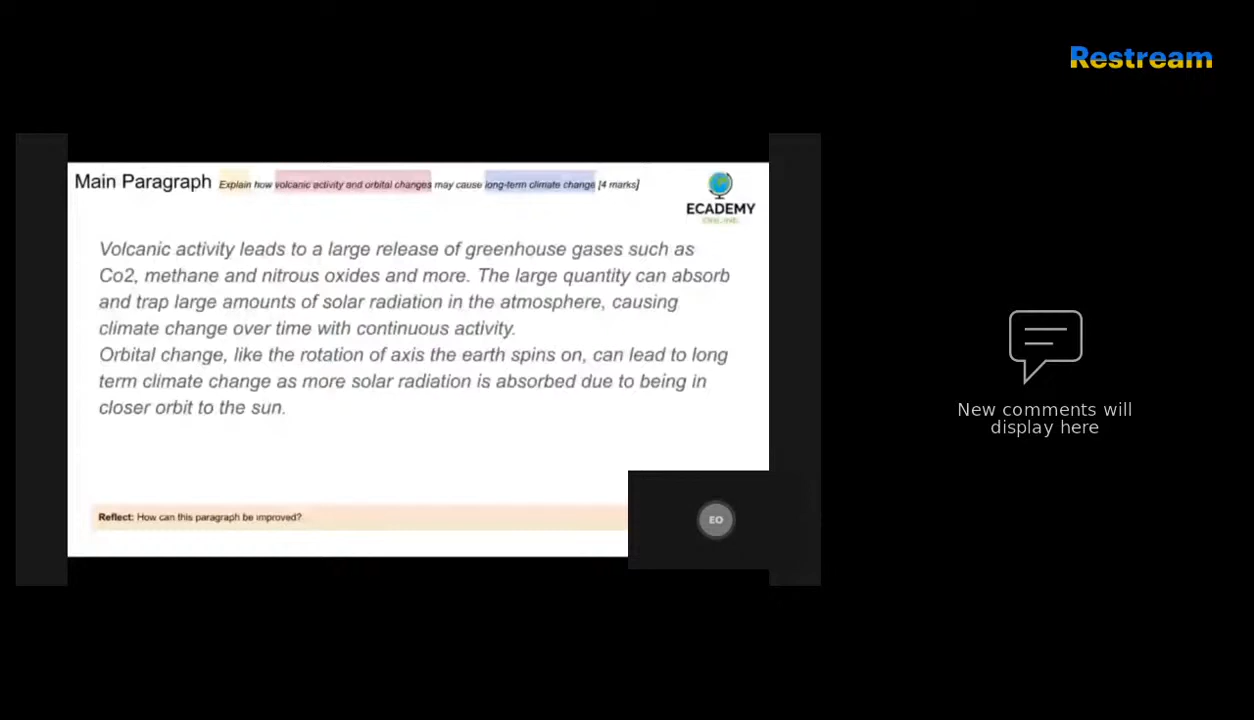 Restream
Main Paragraph Explain how volcanic activity and orbital changes may cause long-term climate change [4 marks]
ECADEMY
Volcanic activity leads to a large release of greenhouse gases such as
Co2, methane and nitrous oxides and more. The large quantity can absorb
and trap large amounts of solar radiation in the atmosphere, causing
climate change over time with continuous activity.
Orbital change, like the rotation of axis the earth spins on, can lead to long
term climate change as more solar radiation is absorbed due to being in
closer orbit to the sun.
Reflect: How can this paragraph be improved?
EO
New comments will
display here